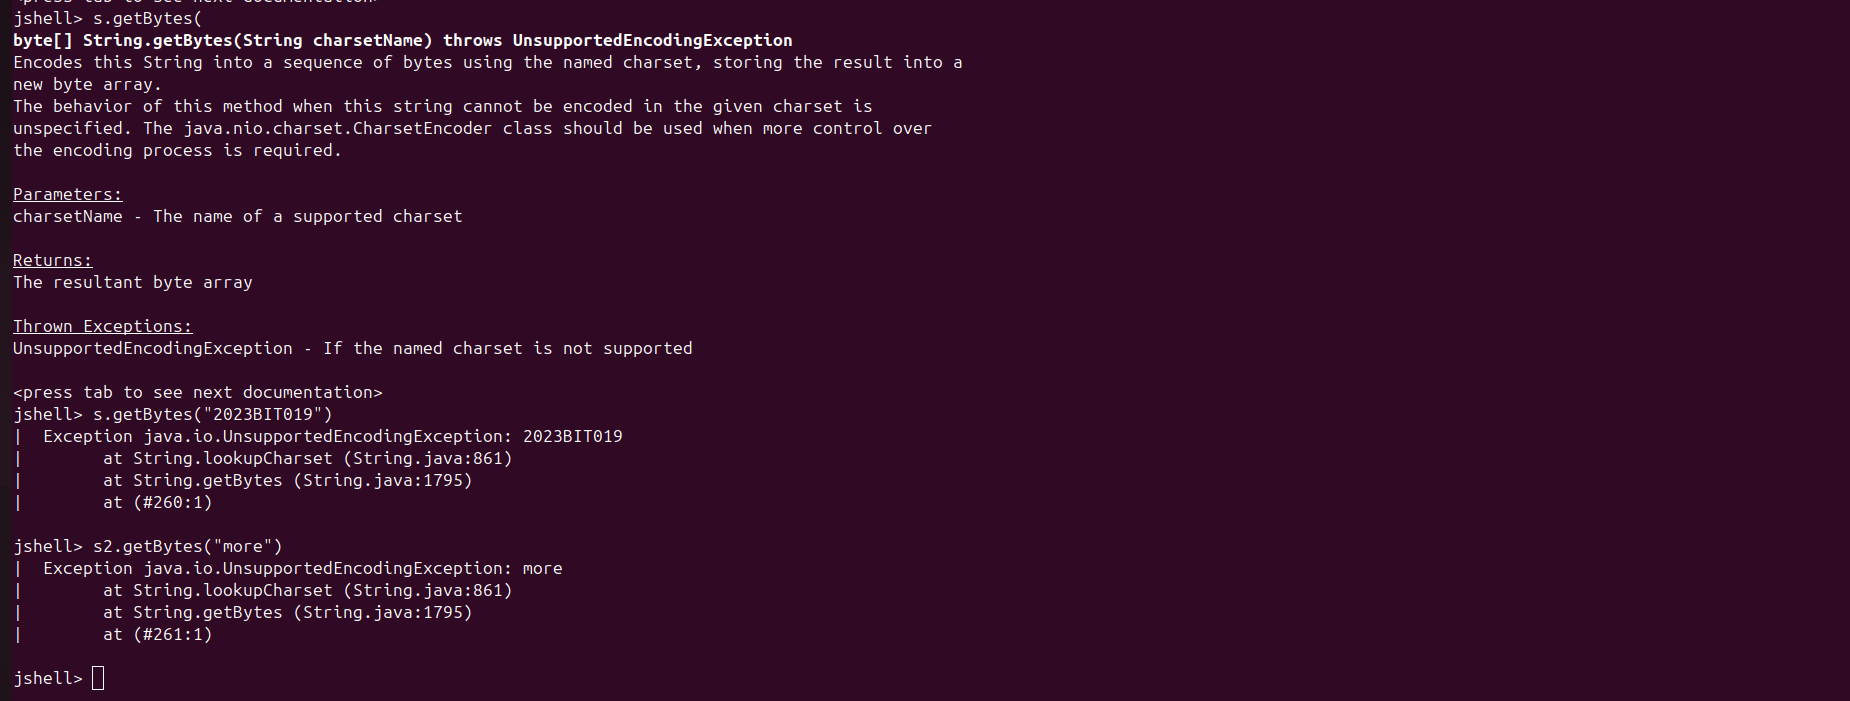 <press tab to see next documentation>
jshell> s.getBytes(
byte[] String.getBytes(String charsetName) throws UnsupportedEncodingException
Encodes this String into a sequence of bytes using the named charset, storing the result into a
new byte array.
The behavior of this method when this string cannot be encoded in the given charset is
unspecified. The java.nio.charset.CharsetEncoder class should be used when more control over
the encoding process is required.

Parameters:
charsetName - The name of a supported charset

Returns:
The resultant byte array

Thrown Exceptions:
UnsupportedEncodingException - If the named charset is not supported

<press tab to see next documentation>
jshell> s.getBytes("2023BIT019")
|  Exception java.io.UnsupportedEncodingException: 2023BIT019
|        at String.lookupCharset (String.java:861)
|        at String.getBytes (String.java:1795)
|        at (#260:1)

jshell> s2.getBytes("more")
|  Exception java.io.UnsupportedEncodingException: more
|        at String.lookupCharset (String.java:861)
|        at String.getBytes (String.java:1795)
|        at (#261:1)

jshell>